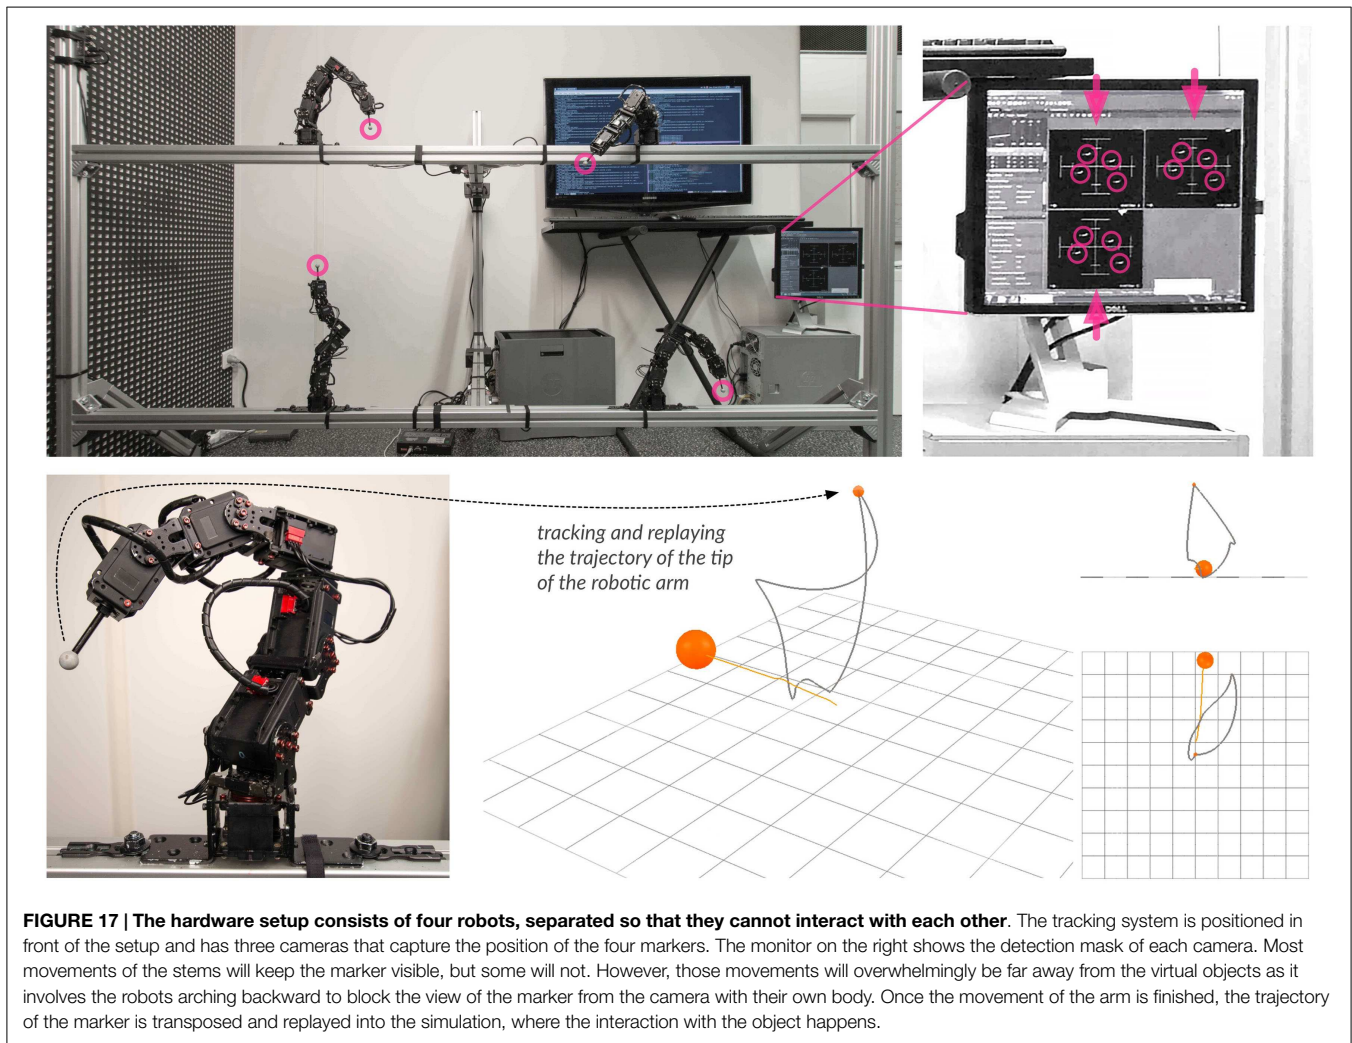 DELL
tracking and replaying
the trajectory of the tip
of the robotic arm
FIGURE 17 | The hardware setup consists of four robots, separated so that they cannot interact with each other. The tracking system is positioned in
front of the setup and has three cameras that capture the position of the four markers. The monitor on the right shows the detection mask of each camera. Most
movements of the stems will keep the marker visible, but some will not. However, those movements will overwhelmingly be far away from the virtual objects as it
involves the robots arching backward to block the view of the marker from the camera with their own body. Once the movement of the arm is finished, the trajectory
of the marker is transposed and replayed into the simulation, where the interaction with the object happens.